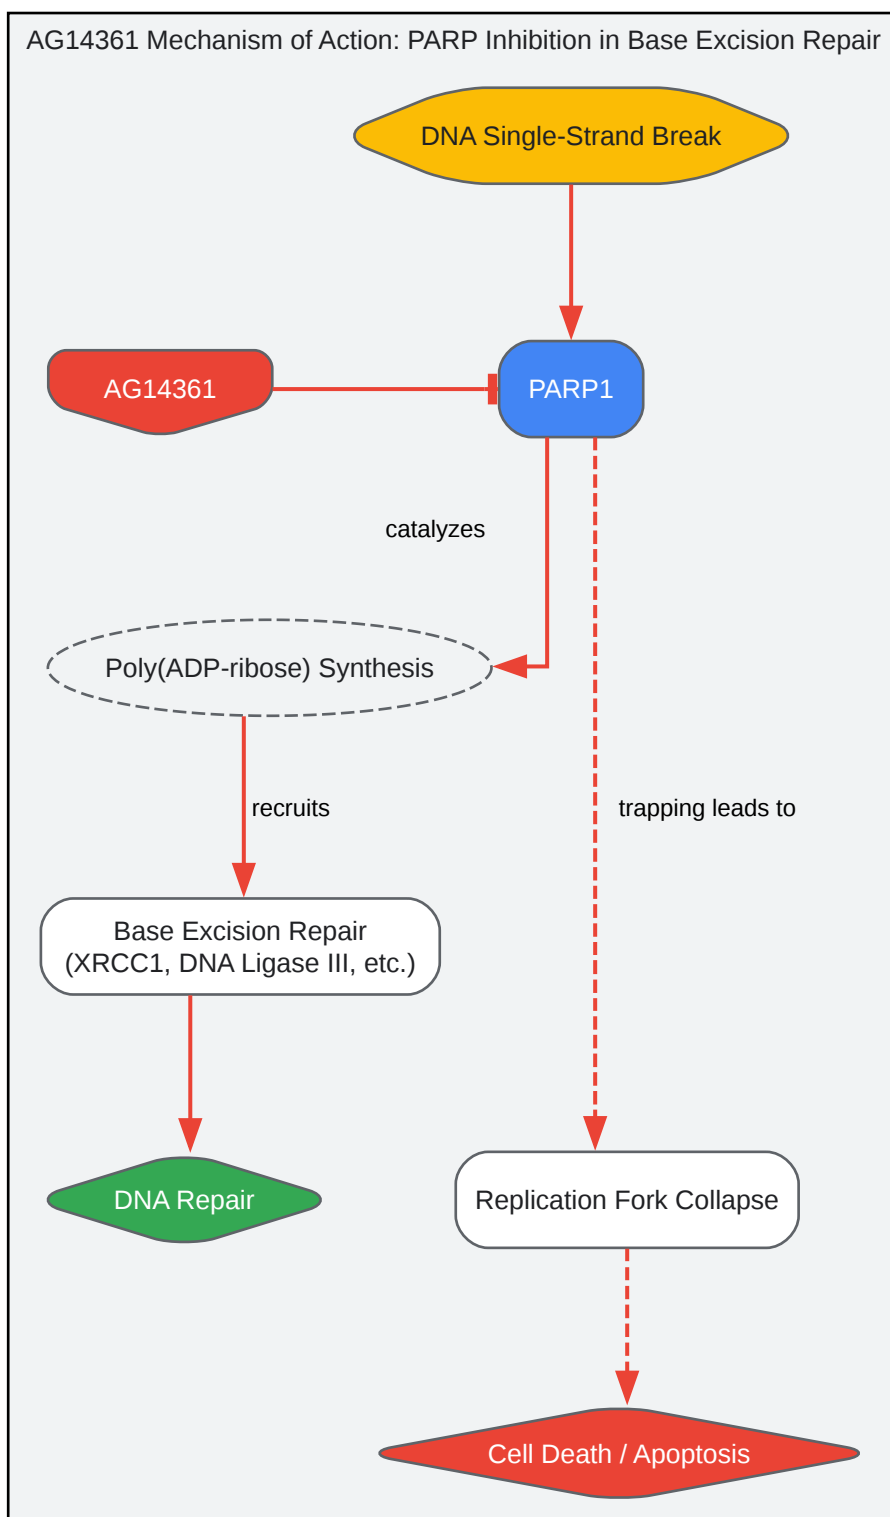 AG14361 Mechanism of Action: PARP Inhibition in Base Excision Repair
DNA Single-Strand Break
AG14361
PARP1
catalyzes
Poly(ADP-ribose) Synthesis
recruits
trapping leads to
Base Excision Repair
(XRCC1, DNA Ligase III, etc.)
DNA Repair
Replication Fork Collapse
Cell Death / Apoptosis